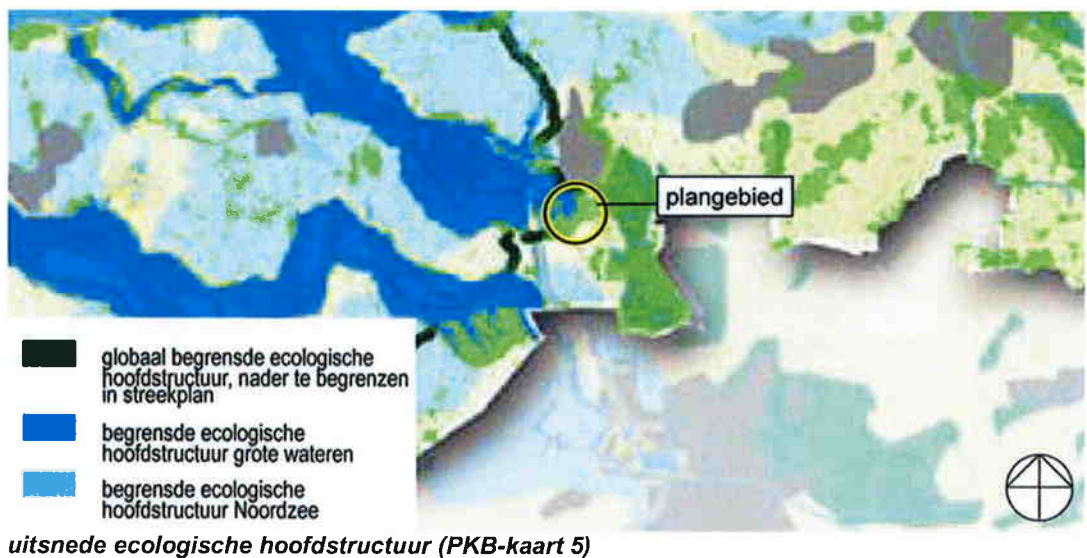 plangebied
globaal begrensde ecologische
hoofdstructuur, nader te begrenzen
in streekplan
begrensde ecologische
hoofdstructuur grote wateren
begrensde ecologische
hoofdstructuur Noordzee
uitsnede ecologische hoofdstructuur (PKB-kaart 5)